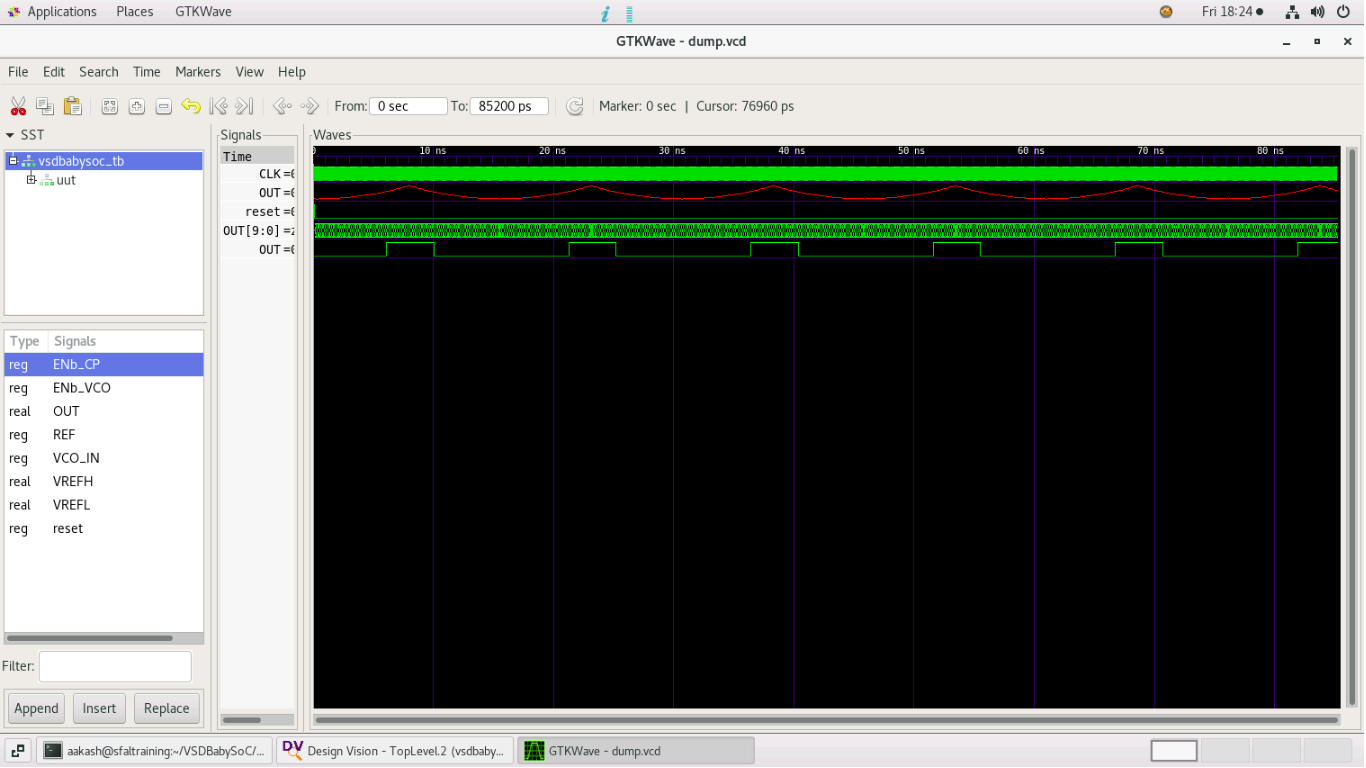 Applications Places GTKWave Fri 18:24
GTKWave - dump.vcd
File Edit Search Time Markers View Help
From: 0 sec To: 85200 ps Marker: 0 sec | Cursor: 76960 ps
SST
vsdbabysoc_tb
uut
Type Signals
reg ENb_CP
reg ENb_VCO
real OUT
reg REF
reg VCO_IN
real VREFH
real VREFL
reg reset
Filter:
Append Insert Replace
Signals
Time
CLK =0
OUT =0
reset =0
OUT[9:0] =2
OUT =0
Waves
0 10 ns 20 ns 30 ns 40 ns 50 ns 60 ns 70 ns 80 ns
aakash@sfaltraining:~/VSDBabySoC/... DV Design Vision - TopLevel.2 (vsdbaby... GTKWave - dump.vcd